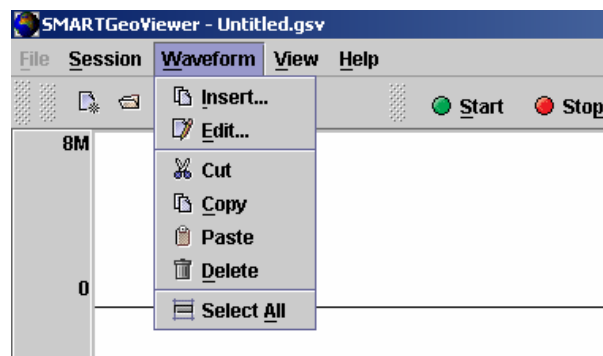 SMARTGeoViewer - Untitled.gsv
File Session Waveform View Help
Start Stop
8M
0
Insert...
Edit...
Cut
Copy
Paste
Delete
Select All